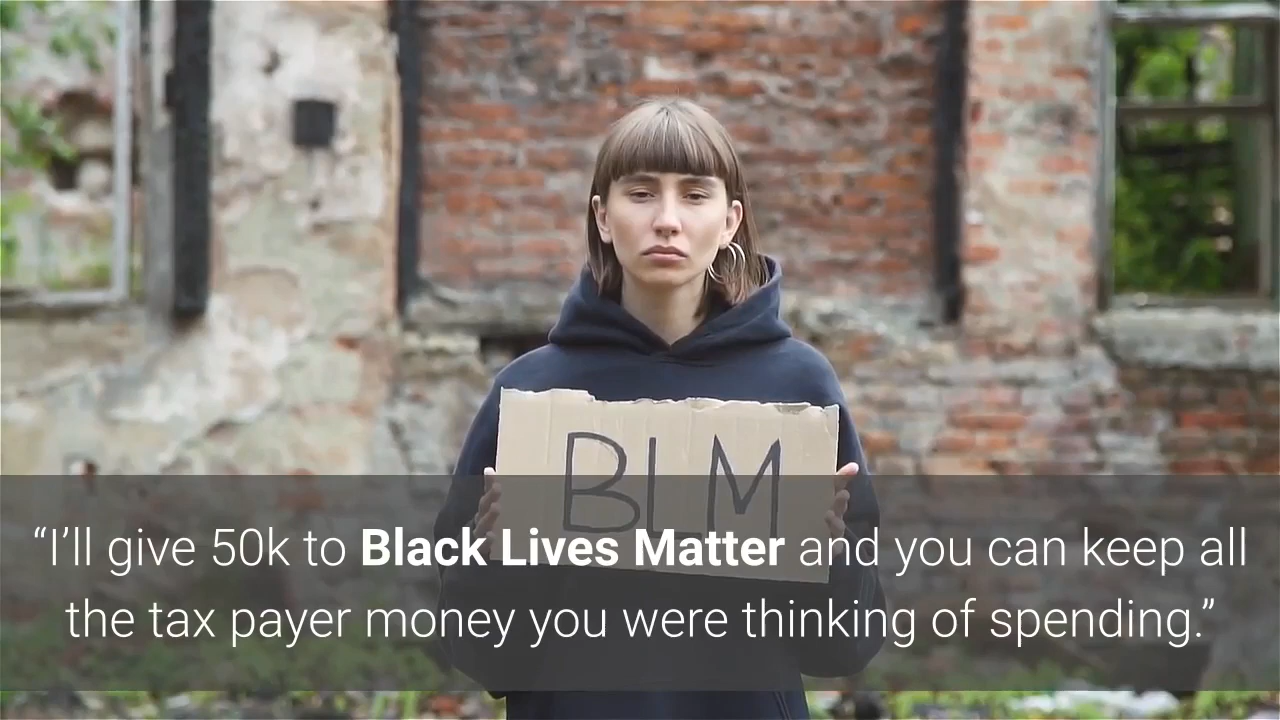 BLM
“I’ll give 50k to Black Lives Matter and you can keep all
the tax payer money you were thinking of spending.”